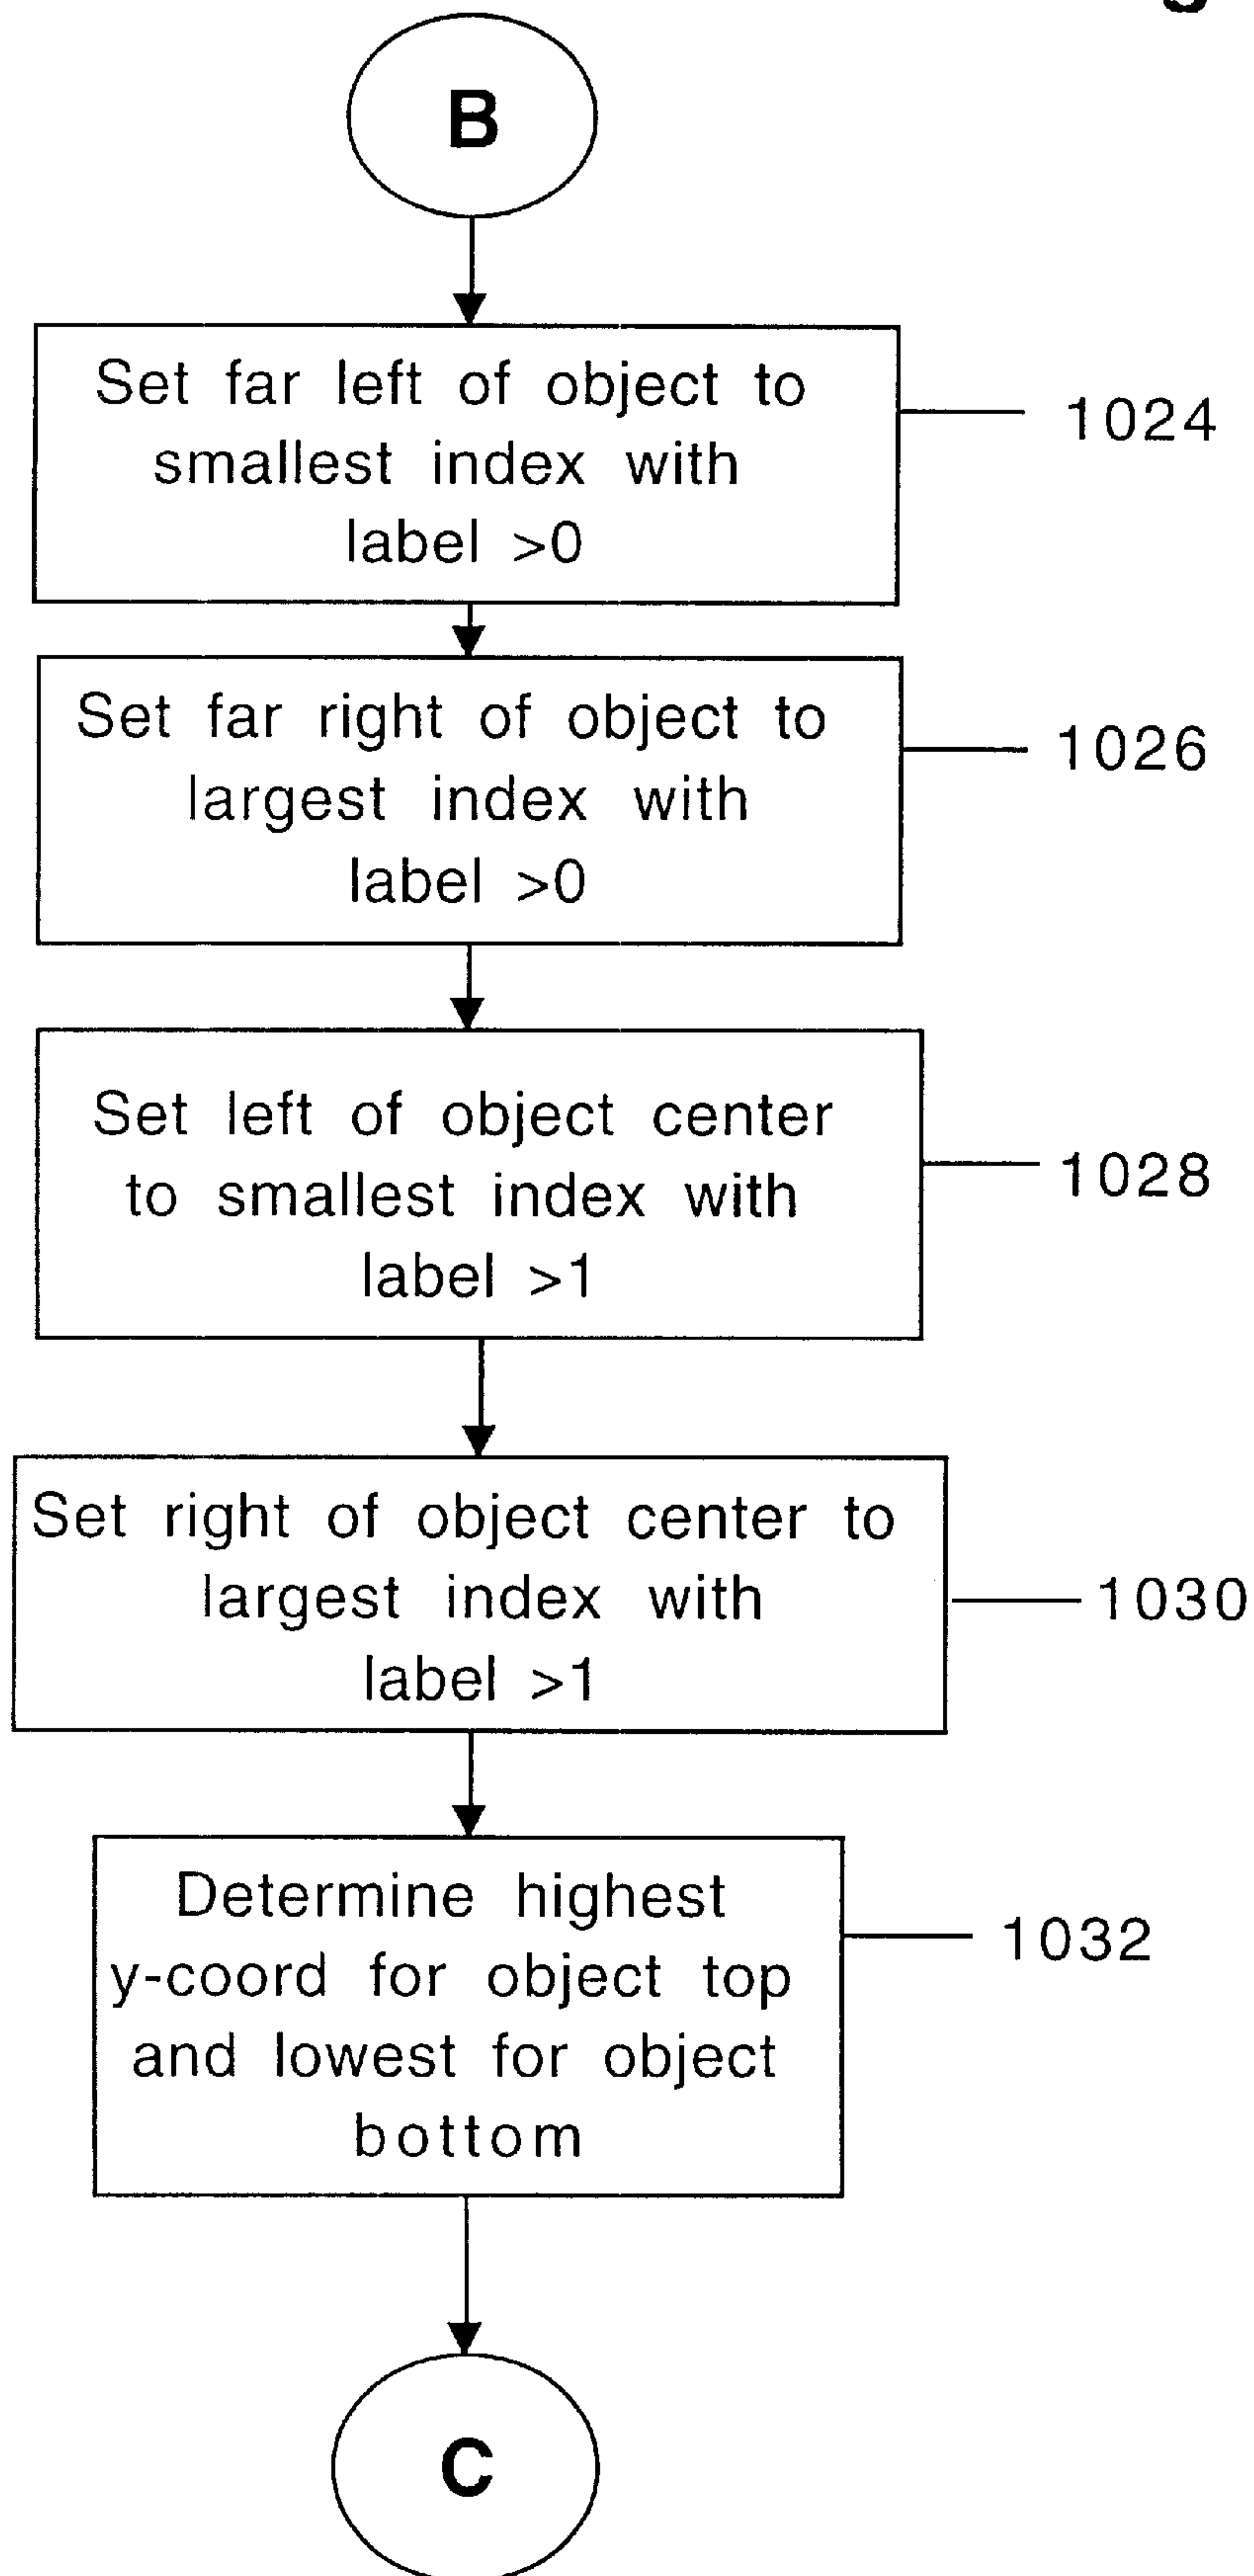 B
Set far left of object to
smallest index with
label >0
1024
Set far right of object to
largest index with
label >0
1026
Set left of object center
to smallest index with
label >1
1028
Set right of object center to
largest index with
label >1
1030
Determine highest
y-coord for object top
and lowest for object
bottom
1032
C